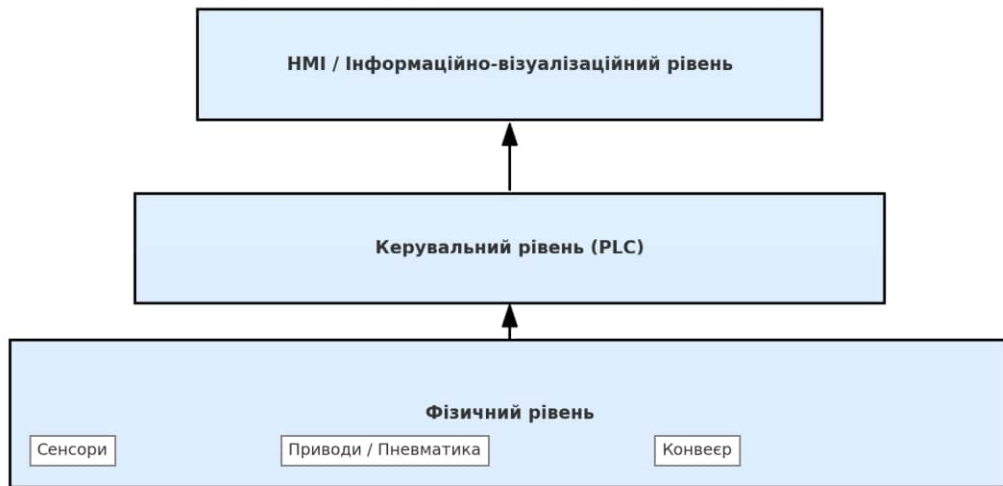 HMI / Інформаційно-візуалізаційний рівень
Керувальний рівень (PLC)
Фізичний рівень
Сенсори
Приводи / Пневматика
Конвеєр